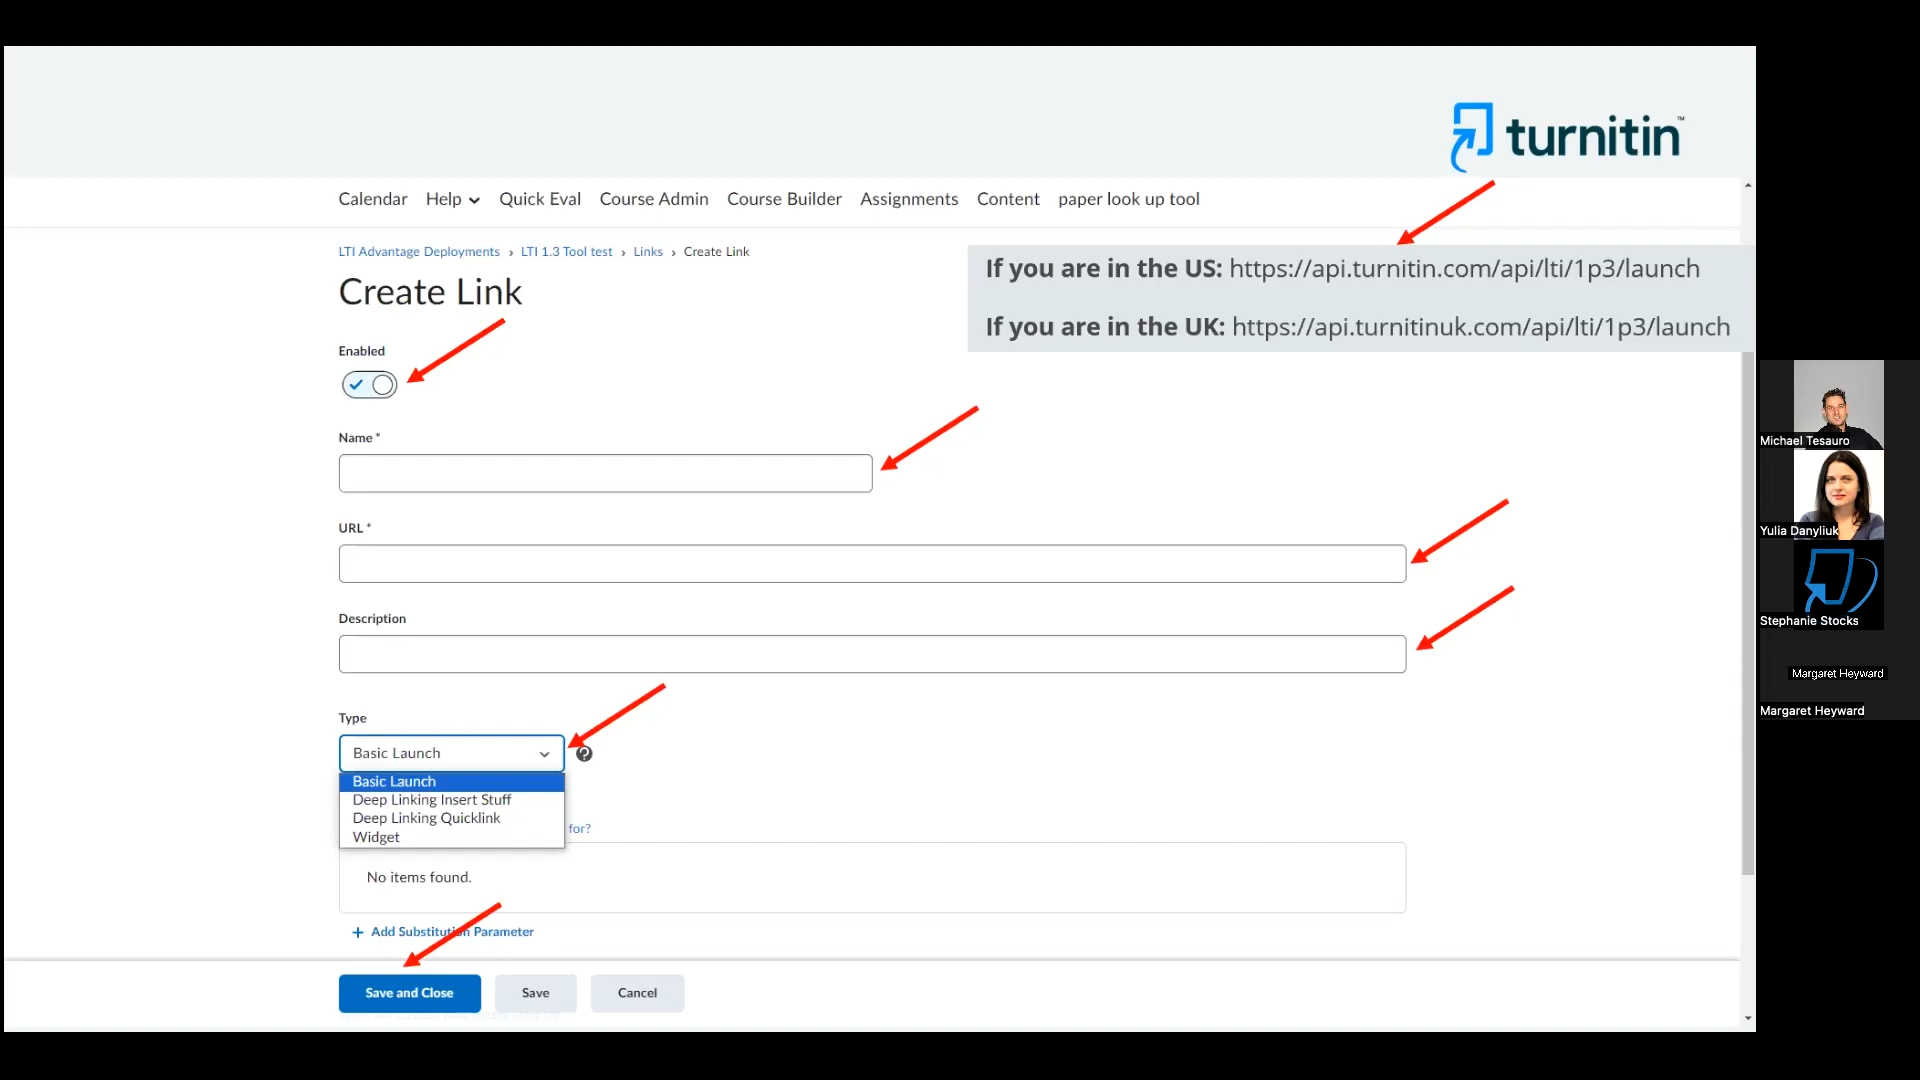 turnitin™
Calendar Help Quick Eval Course Admin Course Builder Assignments Content paper look up tool
LTI Advantage Deployments › LTI 1.3 Tool test › Links › Create Link
If you are in the US: https://api.turnitin.com/api/lti/1p3/launch
If you are in the UK: https://api.turnitinuk.com/api/lti/1p3/launch
Create Link
Enabled
Name *
URL *
Description
Type
Basic Launch
Basic Launch
Deep Linking Insert Stuff
Deep Linking Quicklink
Widget
for?
No items found.
+ Add Substitution Parameter
Save and Close Save Cancel
Michael Tesauro
Yulia Danyliuk
Stephanie Stocks
Margaret Heyward
Margaret Heyward